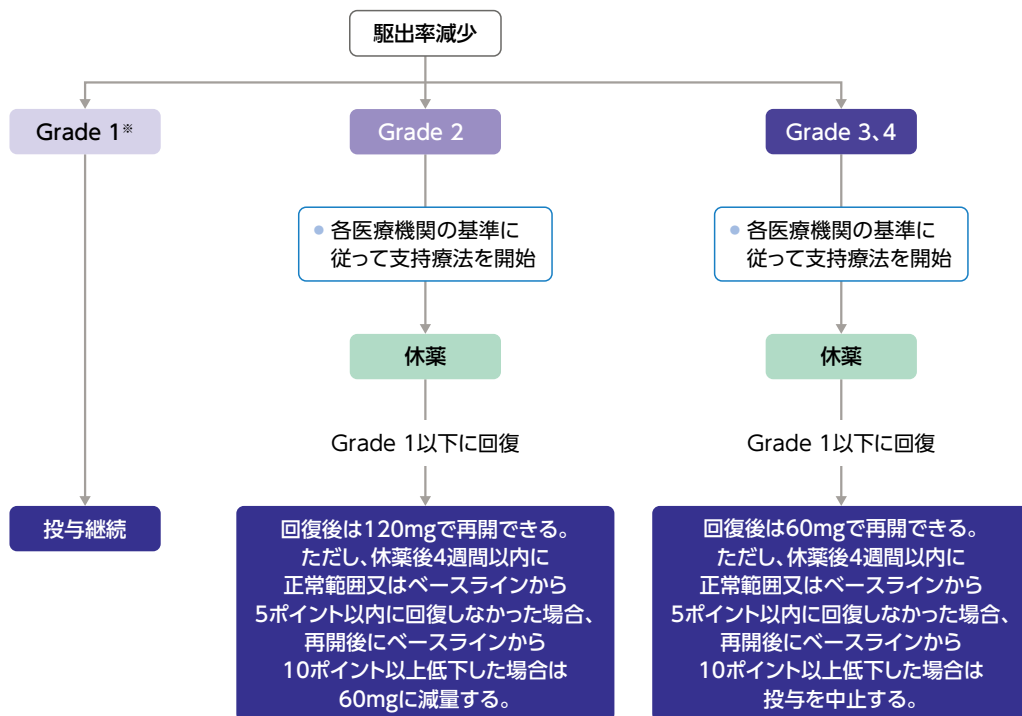 駆出率減少
Grade 1※
Grade 2
Grade 3、4
● 各医療機関の基準に
従って支持療法を開始
● 各医療機関の基準に
従って支持療法を開始
休薬
休薬
Grade 1以下に回復
Grade 1以下に回復
投与継続
回復後は120mgで再開できる。
ただし、休薬後4週間以内に
正常範囲又はベースラインから
5ポイント以内に回復しなかった場合、
再開後にベースラインから
10ポイント以上低下した場合は
60mgに減量する。
回復後は60mgで再開できる。
ただし、休薬後4週間以内に
正常範囲又はベースラインから
5ポイント以内に回復しなかった場合、
再開後にベースラインから
10ポイント以上低下した場合は
投与を中止する。